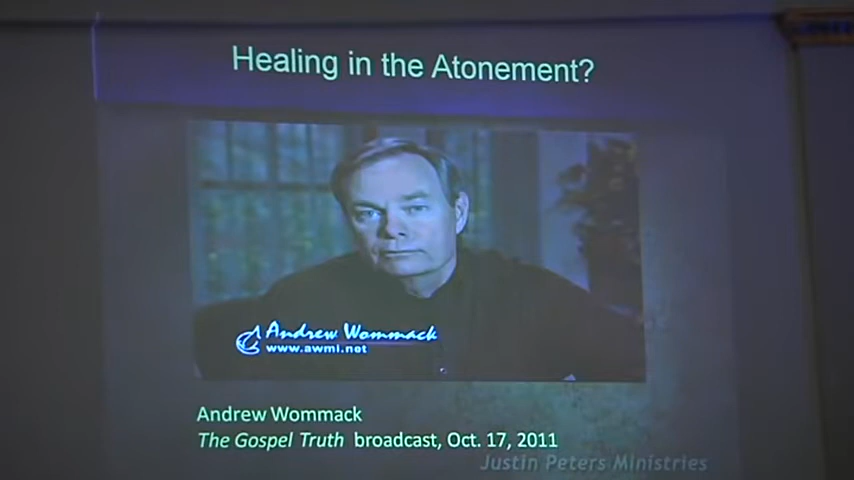 Healing in the Atonement?
Andrew Wommack
www.awmi.net
Andrew Wommack
The Gospel Truth broadcast, Oct. 17, 2011
Justin Peters Ministries